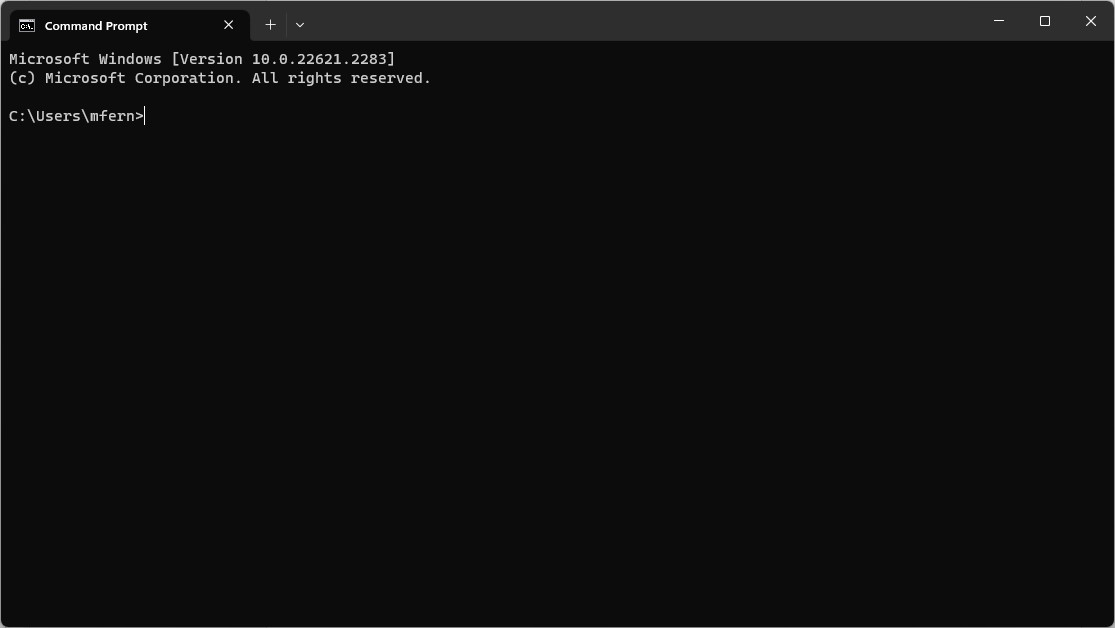 Command Prompt
Microsoft Windows [Version 10.0.22621.2283]
(c) Microsoft Corporation. All rights reserved.
C:\Users\mfern>